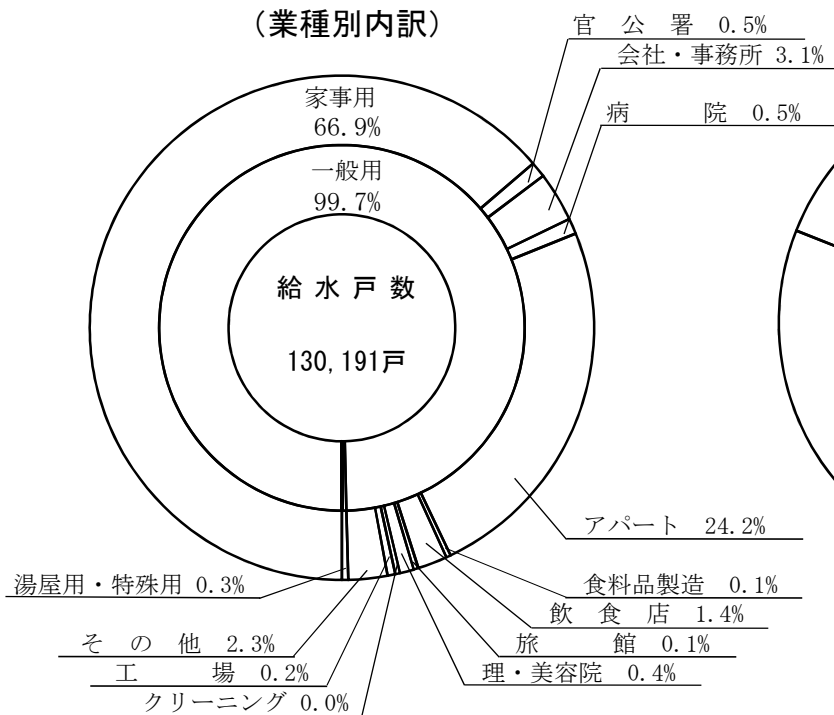 (業種別内訳)
官 公 署 0.5%
会社・事務所 3.1%
病 院 0.5%
家事用
66.9%
一般用
99.7%
給 水 戸 数
130,191戸
アパート 24.2%
食料品製造 0.1%
飲 食 店 1.4%
旅 館 0.1%
理・美容院 0.4%
湯屋用・特殊用 0.3%
そ の 他 2.3%
工 場 0.2%
クリーニング 0.0%